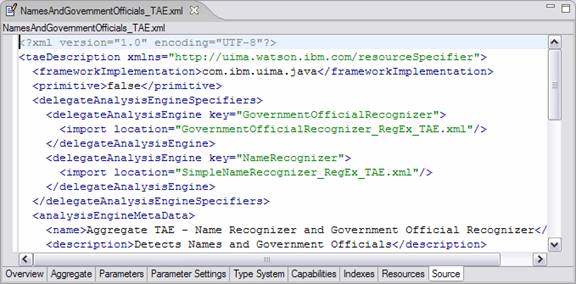 NamesAndGovernmentOfficials_TAE.xml
NamesAndGovernmentOfficials_TAE.xml
<?xml version="1.0" encoding="UTF-8"?>
<taeDescription xmlns="http://uima.watson.ibm.com/resourceSpecifier">
<frameworkImplementation>com.ibm.uima.java</frameworkImplementation>
<primitive>false</primitive>
<delegateAnalysisEngineSpecifiers>
<delegateAnalysisEngine key="GovernmentOfficialRecognizer">
<import location="GovernmentOfficialRecognizer_RegEx_TAE.xml"/>
</delegateAnalysisEngine>
<delegateAnalysisEngine key="NameRecognizer">
<import location="SimpleNameRecognizer_RegEx_TAE.xml"/>
</delegateAnalysisEngine>
</delegateAnalysisEngineSpecifiers>
<analysisEngineMetaData>
<name>Aggregate TAE - Name Recognizer and Government Official Recognizer</
<description>Detects Names and Government Officials</description>
Overview Aggregate Parameters Parameter Settings Type System Capabilities Indexes Resources Source